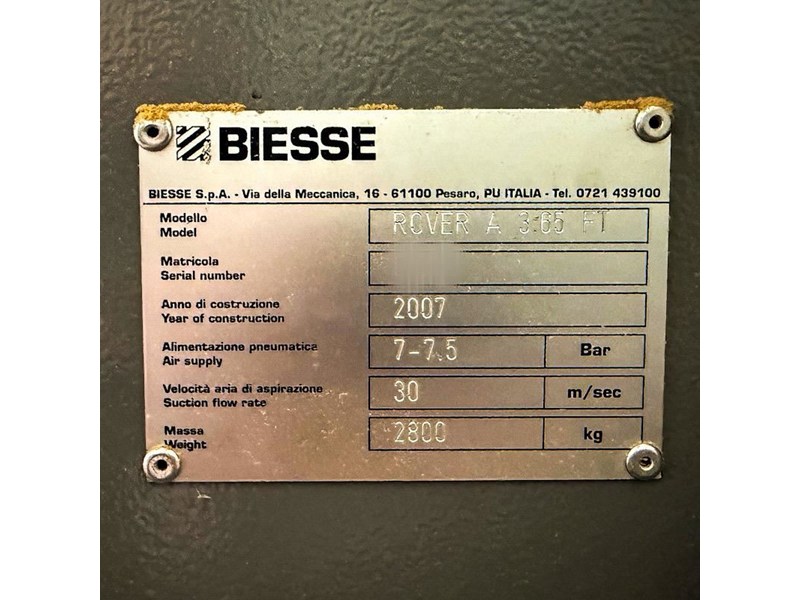 BIESSE
BIESSE S.p.A. - Via della Meccanica, 16 - 61100 Pesaro, PU ITALIA - Tel. 0721 439100
Modello
Model
ROVER A 3.65 FT
Matricola
Serial number
Anno di costruzione
Year of construction
2007
Alimentazione pneumatica
Air supply
7-7.5 Bar
Velocità aria di aspirazione
Suction flow rate
30 m/sec
Massa
Weight
2800 kg